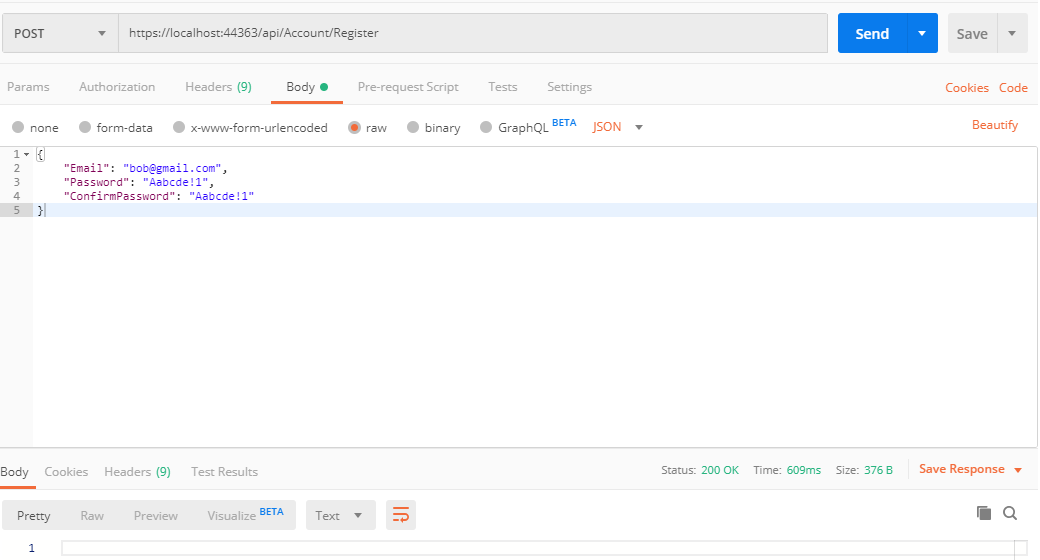 POST https://localhost:44363/api/Account/Register Send Save
Params Authorization Headers (9) Body Pre-request Script Tests Settings Cookies Code
none form-data x-www-form-urlencoded raw binary GraphQL BETA JSON Beautify
1 {
2 "Email": "bob@gmail.com",
3 "Password": "Aabcde!1",
4 "ConfirmPassword": "Aabcde!1"
5 }
Body Cookies Headers (9) Test Results Status: 200 OK Time: 609ms Size: 376 B Save Response
Pretty Raw Preview Visualize BETA Text
1